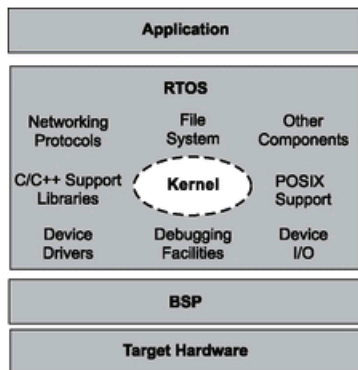 Application
RTOS
Networking
Protocols
File
System
Other
Components
C/C++ Support
Libraries
Kernel
POSIX
Support
Device
Drivers
Debugging
Facilities
Device
I/O
BSP
Target Hardware